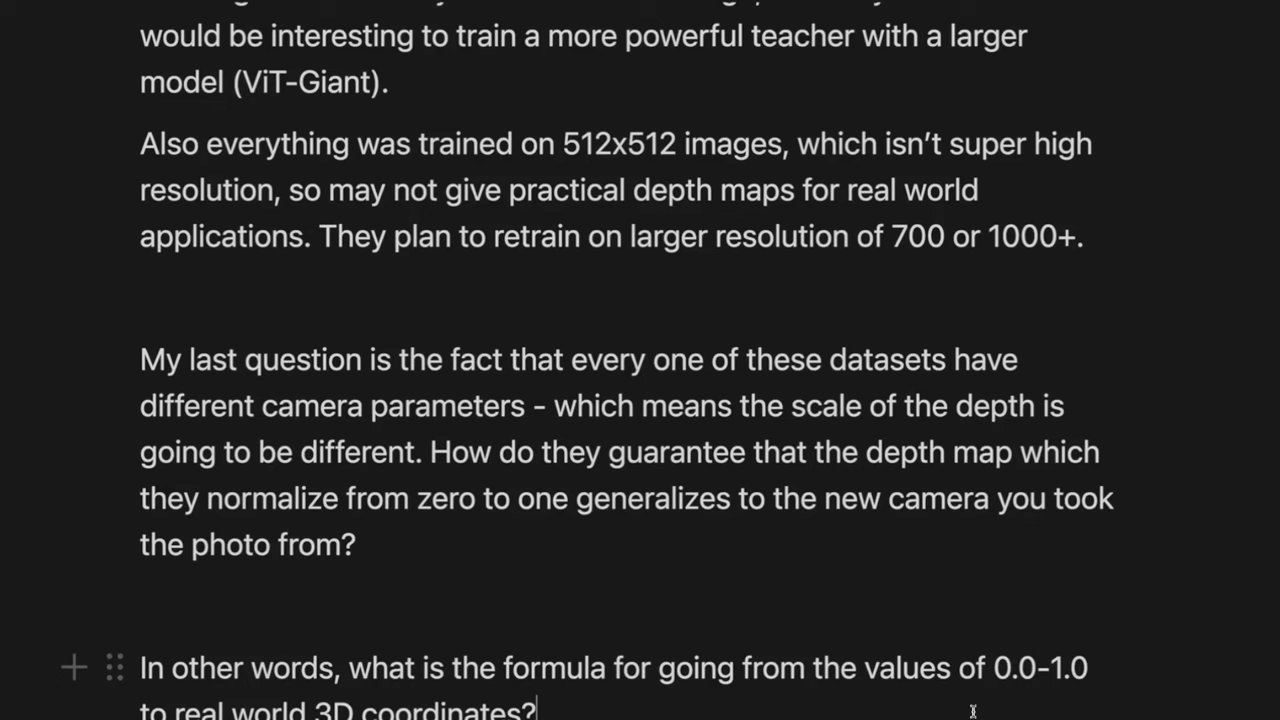 would be interesting to train a more powerful teacher with a larger
model (ViT-Giant).
Also everything was trained on 512x512 images, which isn’t super high
resolution, so may not give practical depth maps for real world
applications. They plan to retrain on larger resolution of 700 or 1000+.
My last question is the fact that every one of these datasets have
different camera parameters - which means the scale of the depth is
going to be different. How do they guarantee that the depth map which
they normalize from zero to one generalizes to the new camera you took
the photo from?
In other words, what is the formula for going from the values of 0.0-1.0
to real world 3D coordinates?